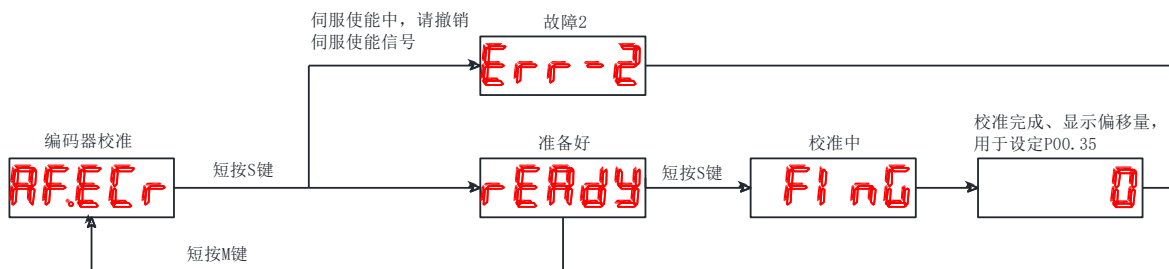 伺服使能中，请撤销
伺服使能信号
故障2
Err-2
编码器校准
AF.ECr
短按S键
准备好
rEAdy
短按S键
校准中
FInG
校准完成、显示偏移量，
用于设定P00.35
0
短按M键